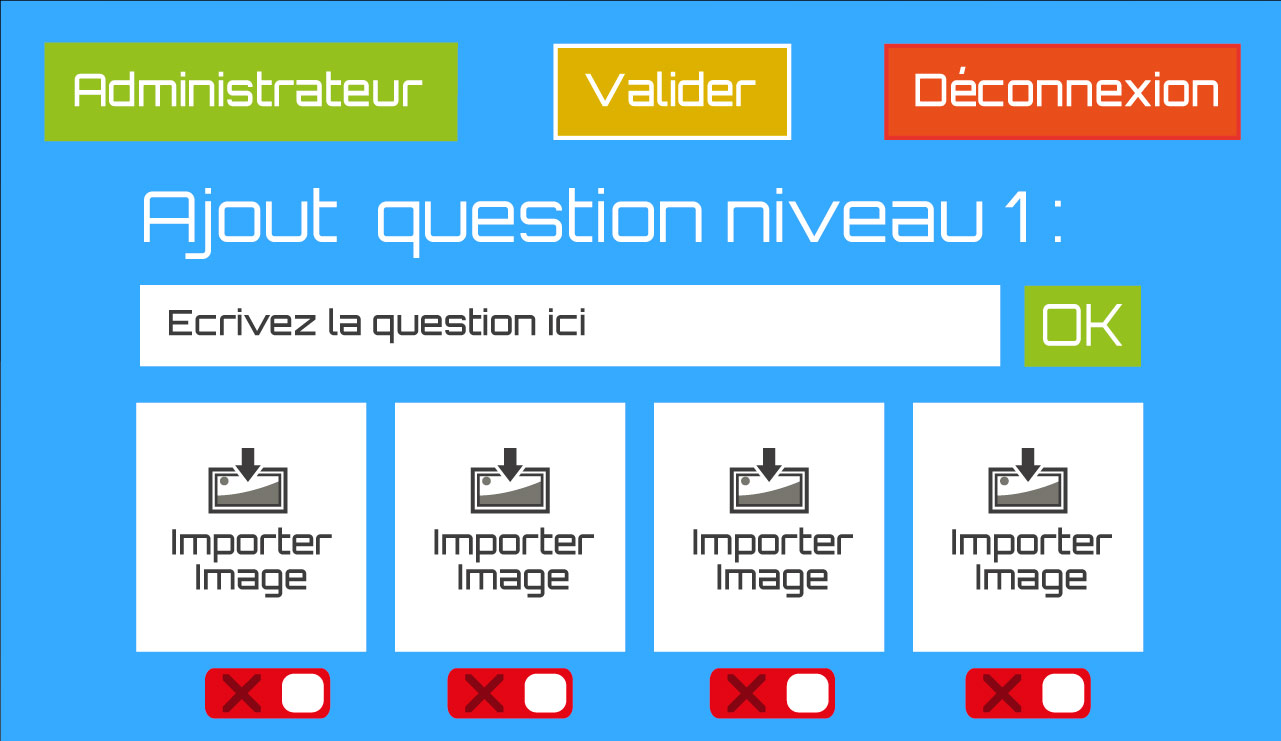 Administrateur
Valider
Déconnexion
Ajout question niveau 1 :
Ecrivez la question ici
OK
Importer
Image
Importer
Image
Importer
Image
Importer
Image